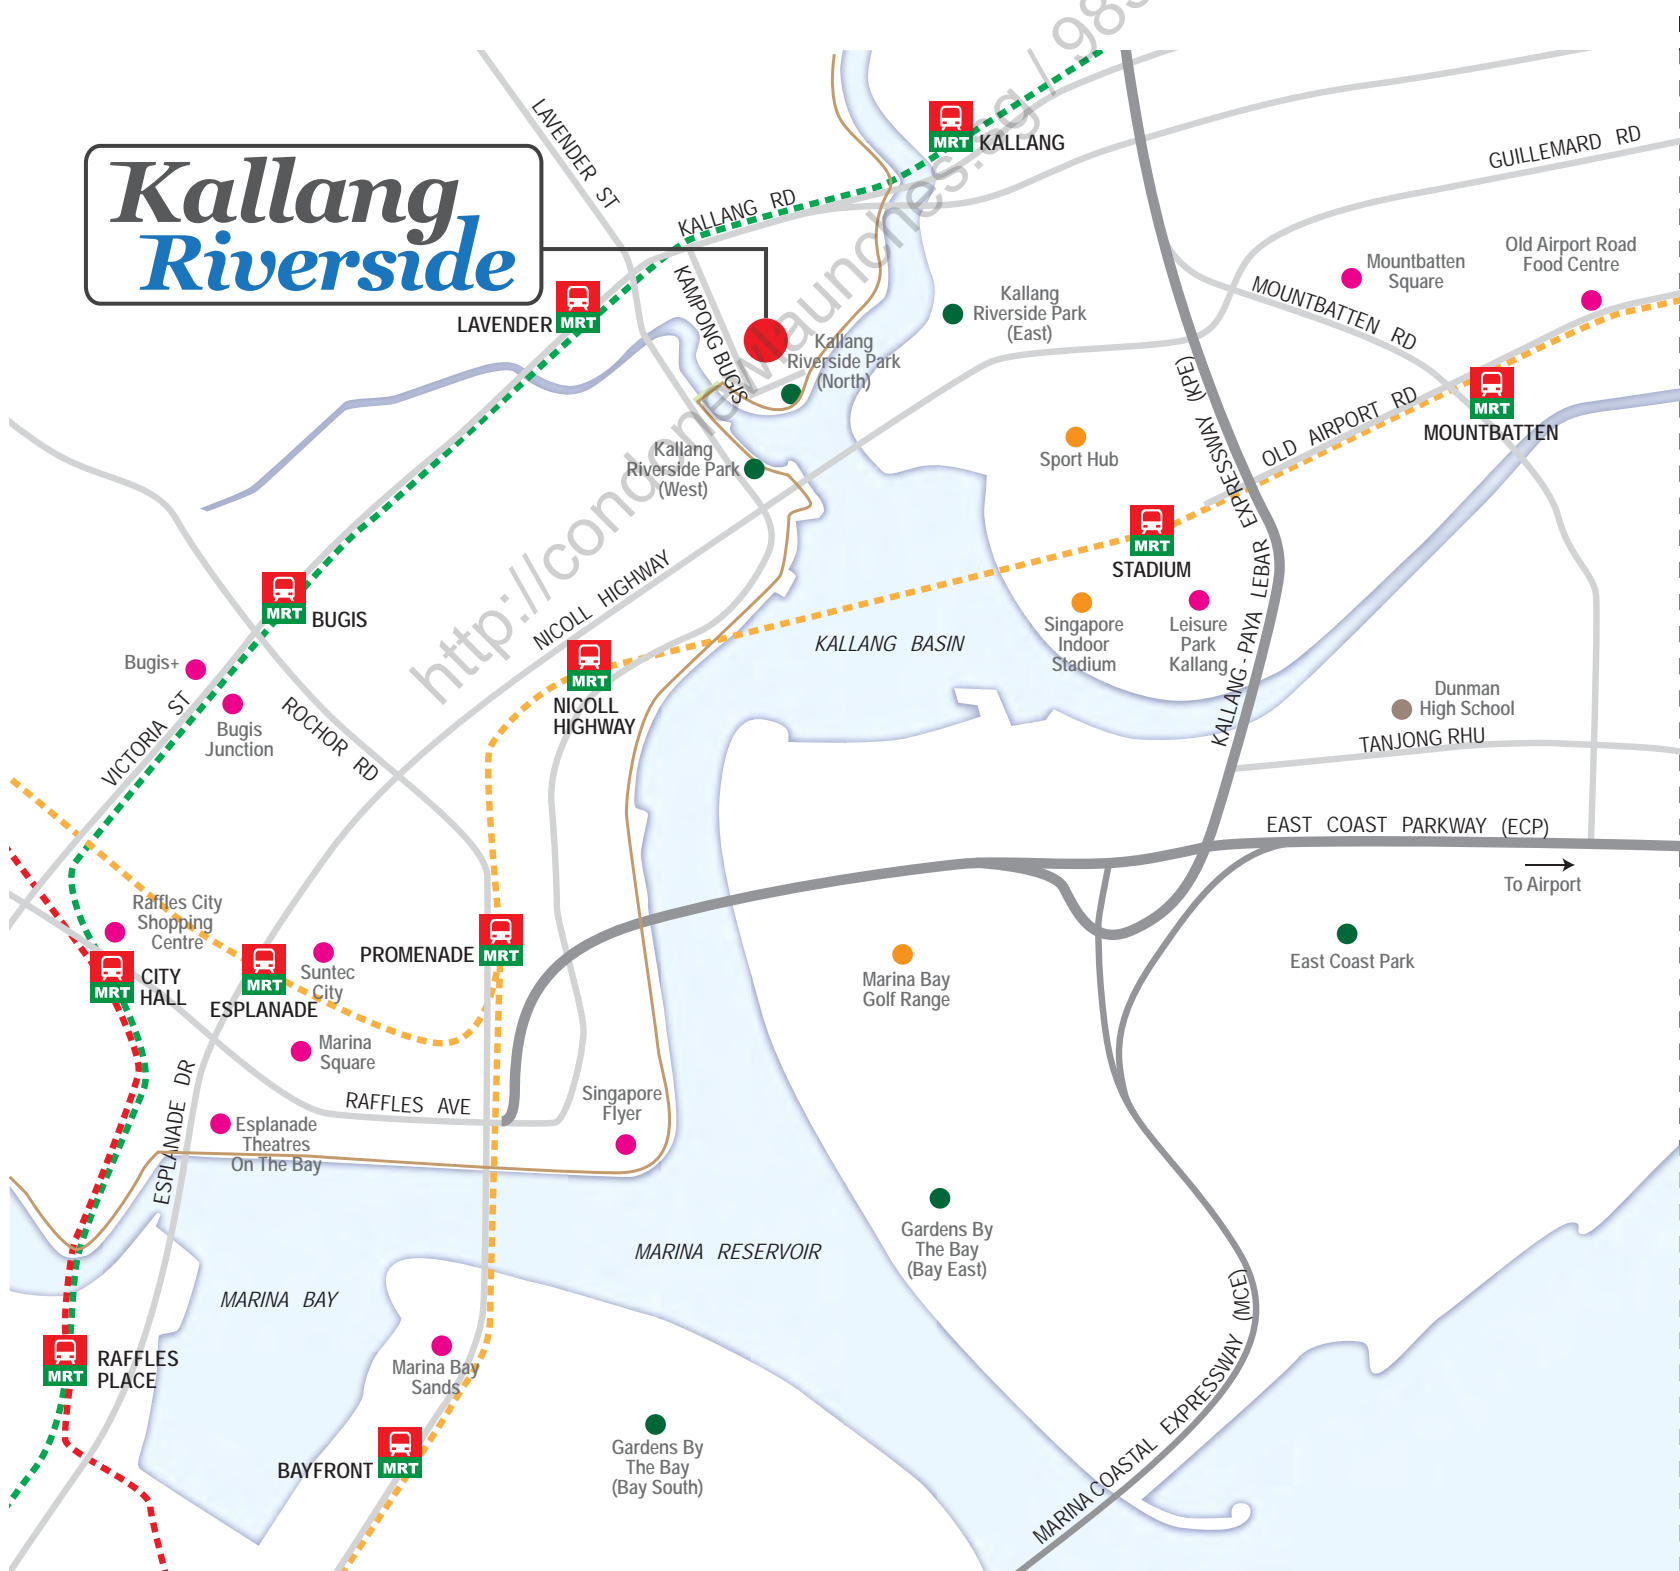 http://condonewlaunches.sg / 985
LAVENDER ST
MRT
KALLANG
GUILLEMARD RD
Kallang
Riverside
KALLANG RD
Mountbatten
Square
Old Airport Road
Food Centre
KAMPONG BUGIS
LAVENDER
MRT
Kallang
Riverside Park
(East)
MOUNTBATTEN RD
Kallang
Riverside Park
(North)
MRT
MOUNTBATTEN
OLD AIRPORT RD
KALLANG - PAYA LEBAR EXPRESSWAY (KPE)
Sport Hub
Kallang
Riverside Park
(West)
MRT
STADIUM
MRT
BUGIS
NICOLL HIGHWAY
KALLANG BASIN
Singapore
Indoor
Stadium
Leisure
Park
Kallang
Bugis+
MRT
NICOLL
HIGHWAY
VICTORIA ST
Bugis
Junction
ROCHOR RD
Dunman
High School
TANJONG RHU
EAST COAST PARKWAY (ECP)
To Airport
Raffles City
Shopping
Centre
PROMENADE
MRT
MRT
CITY
HALL
MRT
ESPLANADE
Suntec
City
Marina Bay
Golf Range
East Coast Park
Marina
Square
ESPLANADE DR
RAFFLES AVE
Singapore
Flyer
Esplanade
Theatres
On The Bay
MARINA RESERVOIR
Gardens By
The Bay
(Bay East)
MARINA BAY
MRT
RAFFLES
PLACE
Marina Bay
Sands
MARINA COASTAL EXPRESSWAY (MCE)
BAYFRONT
MRT
Gardens By
The Bay
(Bay South)